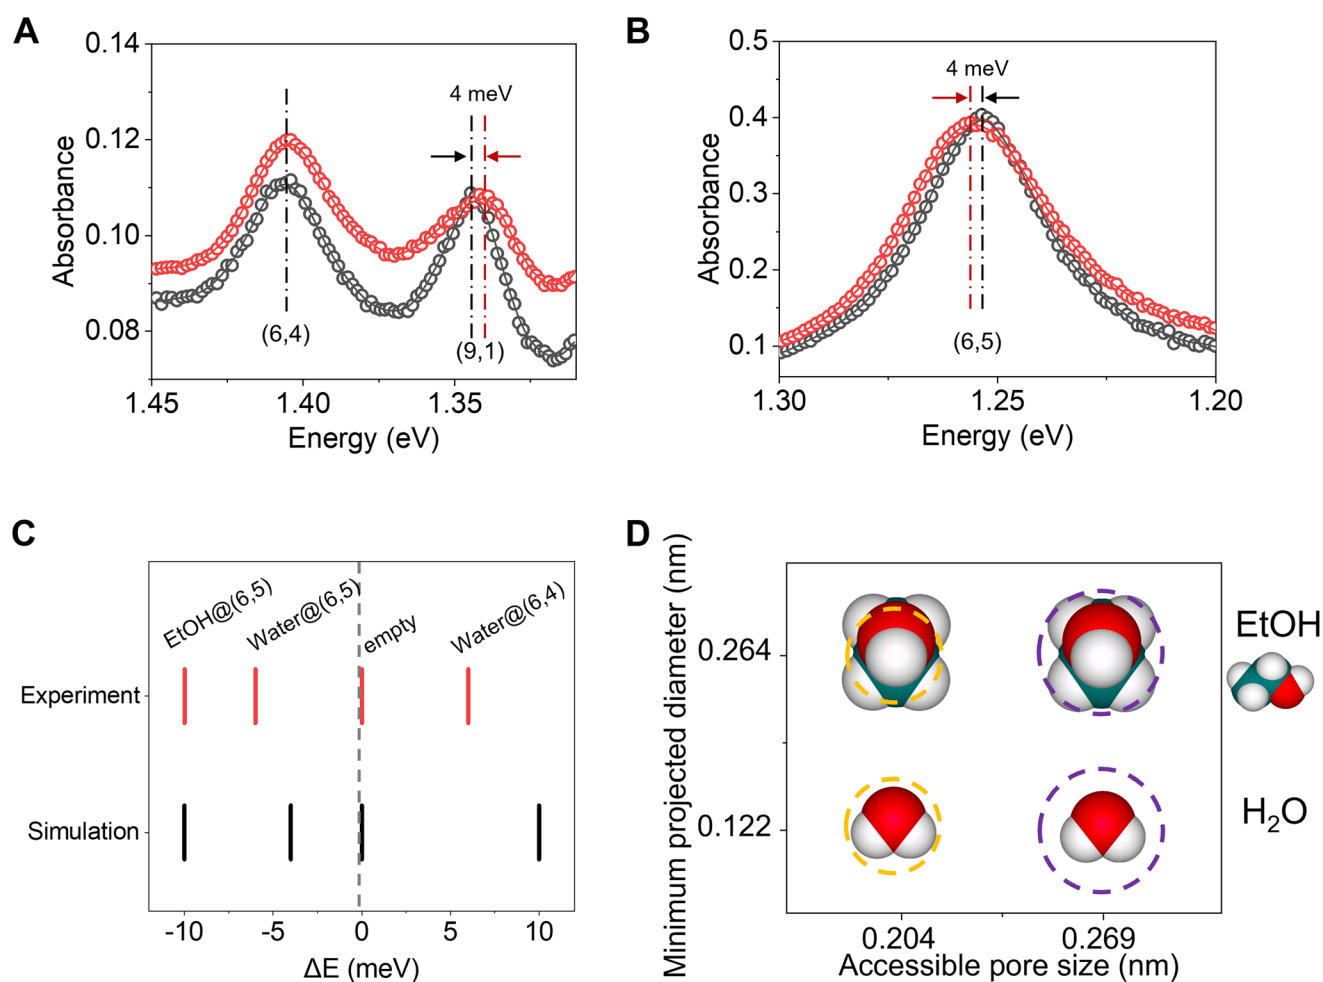 A
0.14
0.12
0.10
0.08
Absorbance
4 meV
(6,4)
(9,1)
1.45
1.40
1.35
Energy (eV)
B
0.5
0.4
0.3
0.2
0.1
Absorbance
4 meV
(6,5)
1.30
1.25
1.20
Energy (eV)
C
EtOH@(6,5)
Water@(6,5)
empty
Water@(6,4)
Experiment
Simulation
-10
-5
0
5
10
ΔE (meV)
D
Minimum projected diameter (nm)
0.264
0.122
EtOH
H₂O
0.204
0.269
Accessible pore size (nm)